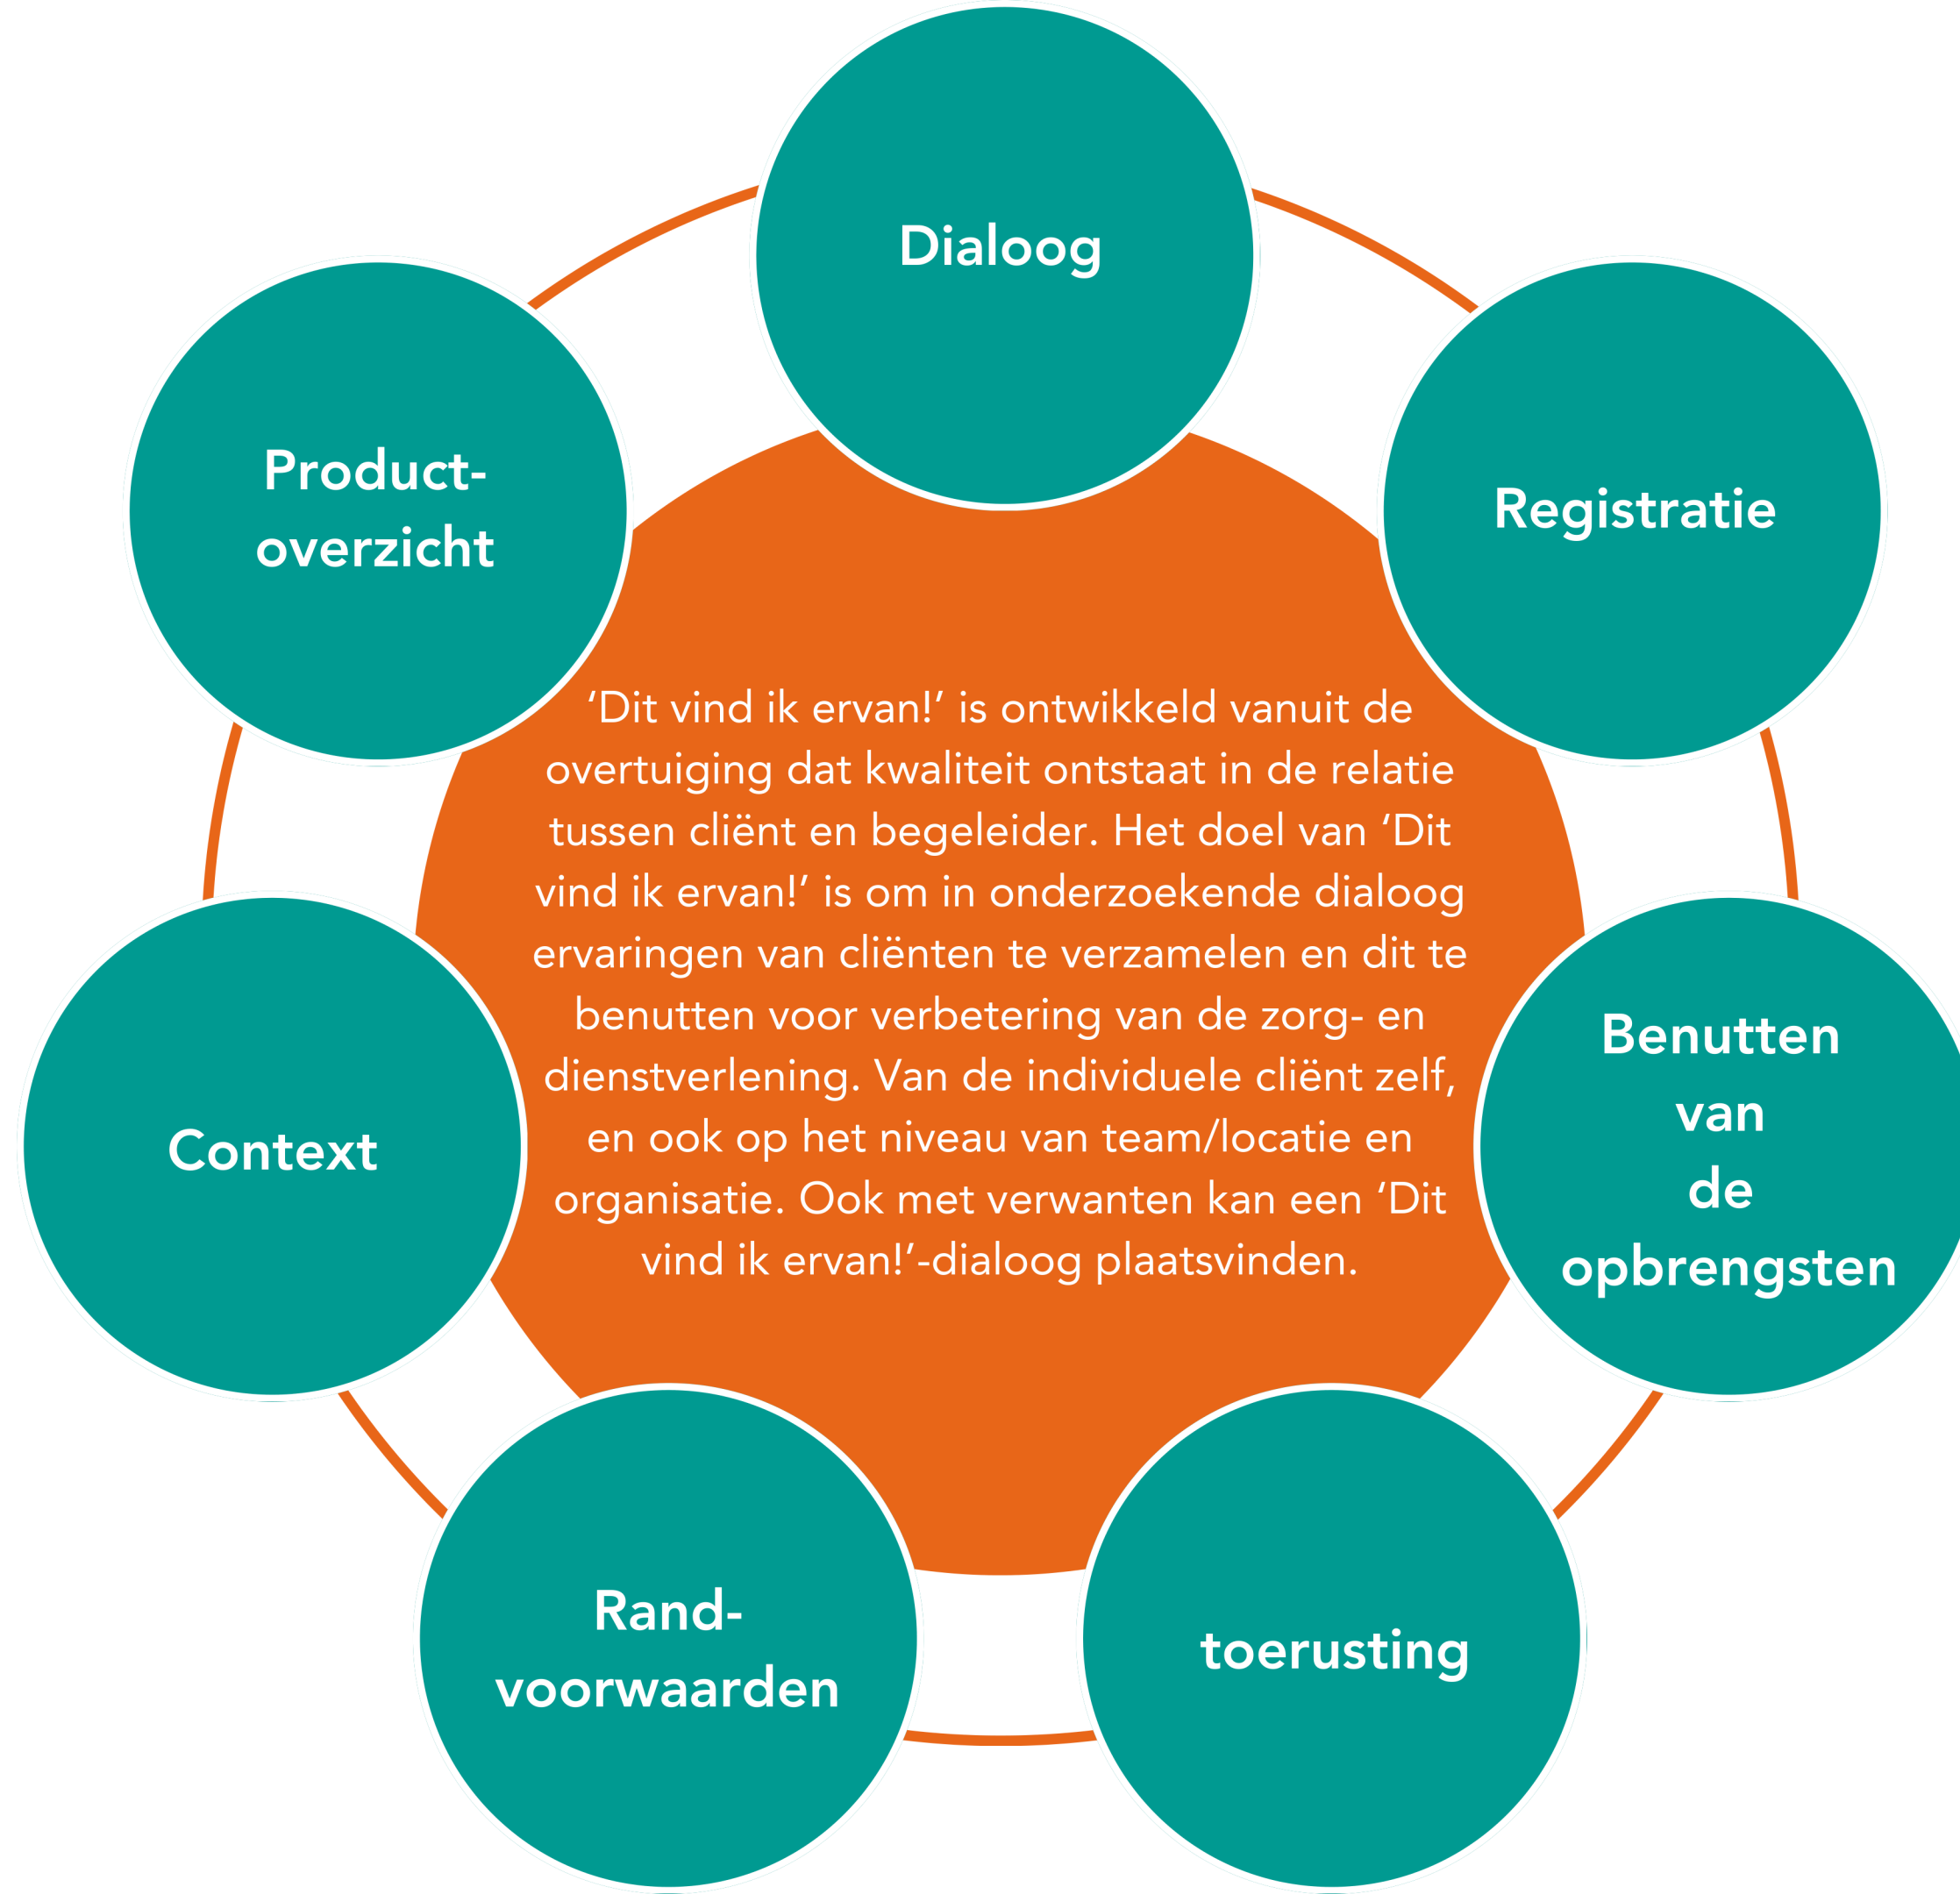 Dialoog
Product-
overzicht
Registratie
‘Dit vind ik ervan!’ is ontwikkeld vanuit de
overtuiging dat kwaliteit ontstaat in de relatie
tussen cliënt en begeleider. Het doel van ‘Dit
vind ik ervan!’ is om in onderzoekende dialoog
ervaringen van cliënten te verzamelen en dit te
benutten voor verbetering van de zorg- en
dienstverlening. Van de individuele cliënt zelf,
en ook op het niveau van team/locatie en
organisatie. Ook met verwanten kan een ‘Dit
vind ik ervan!’ -dialoog plaatsvinden.
Context
Benutten
van
de
opbrengsten
Rand-
voorwaarden
toerusting